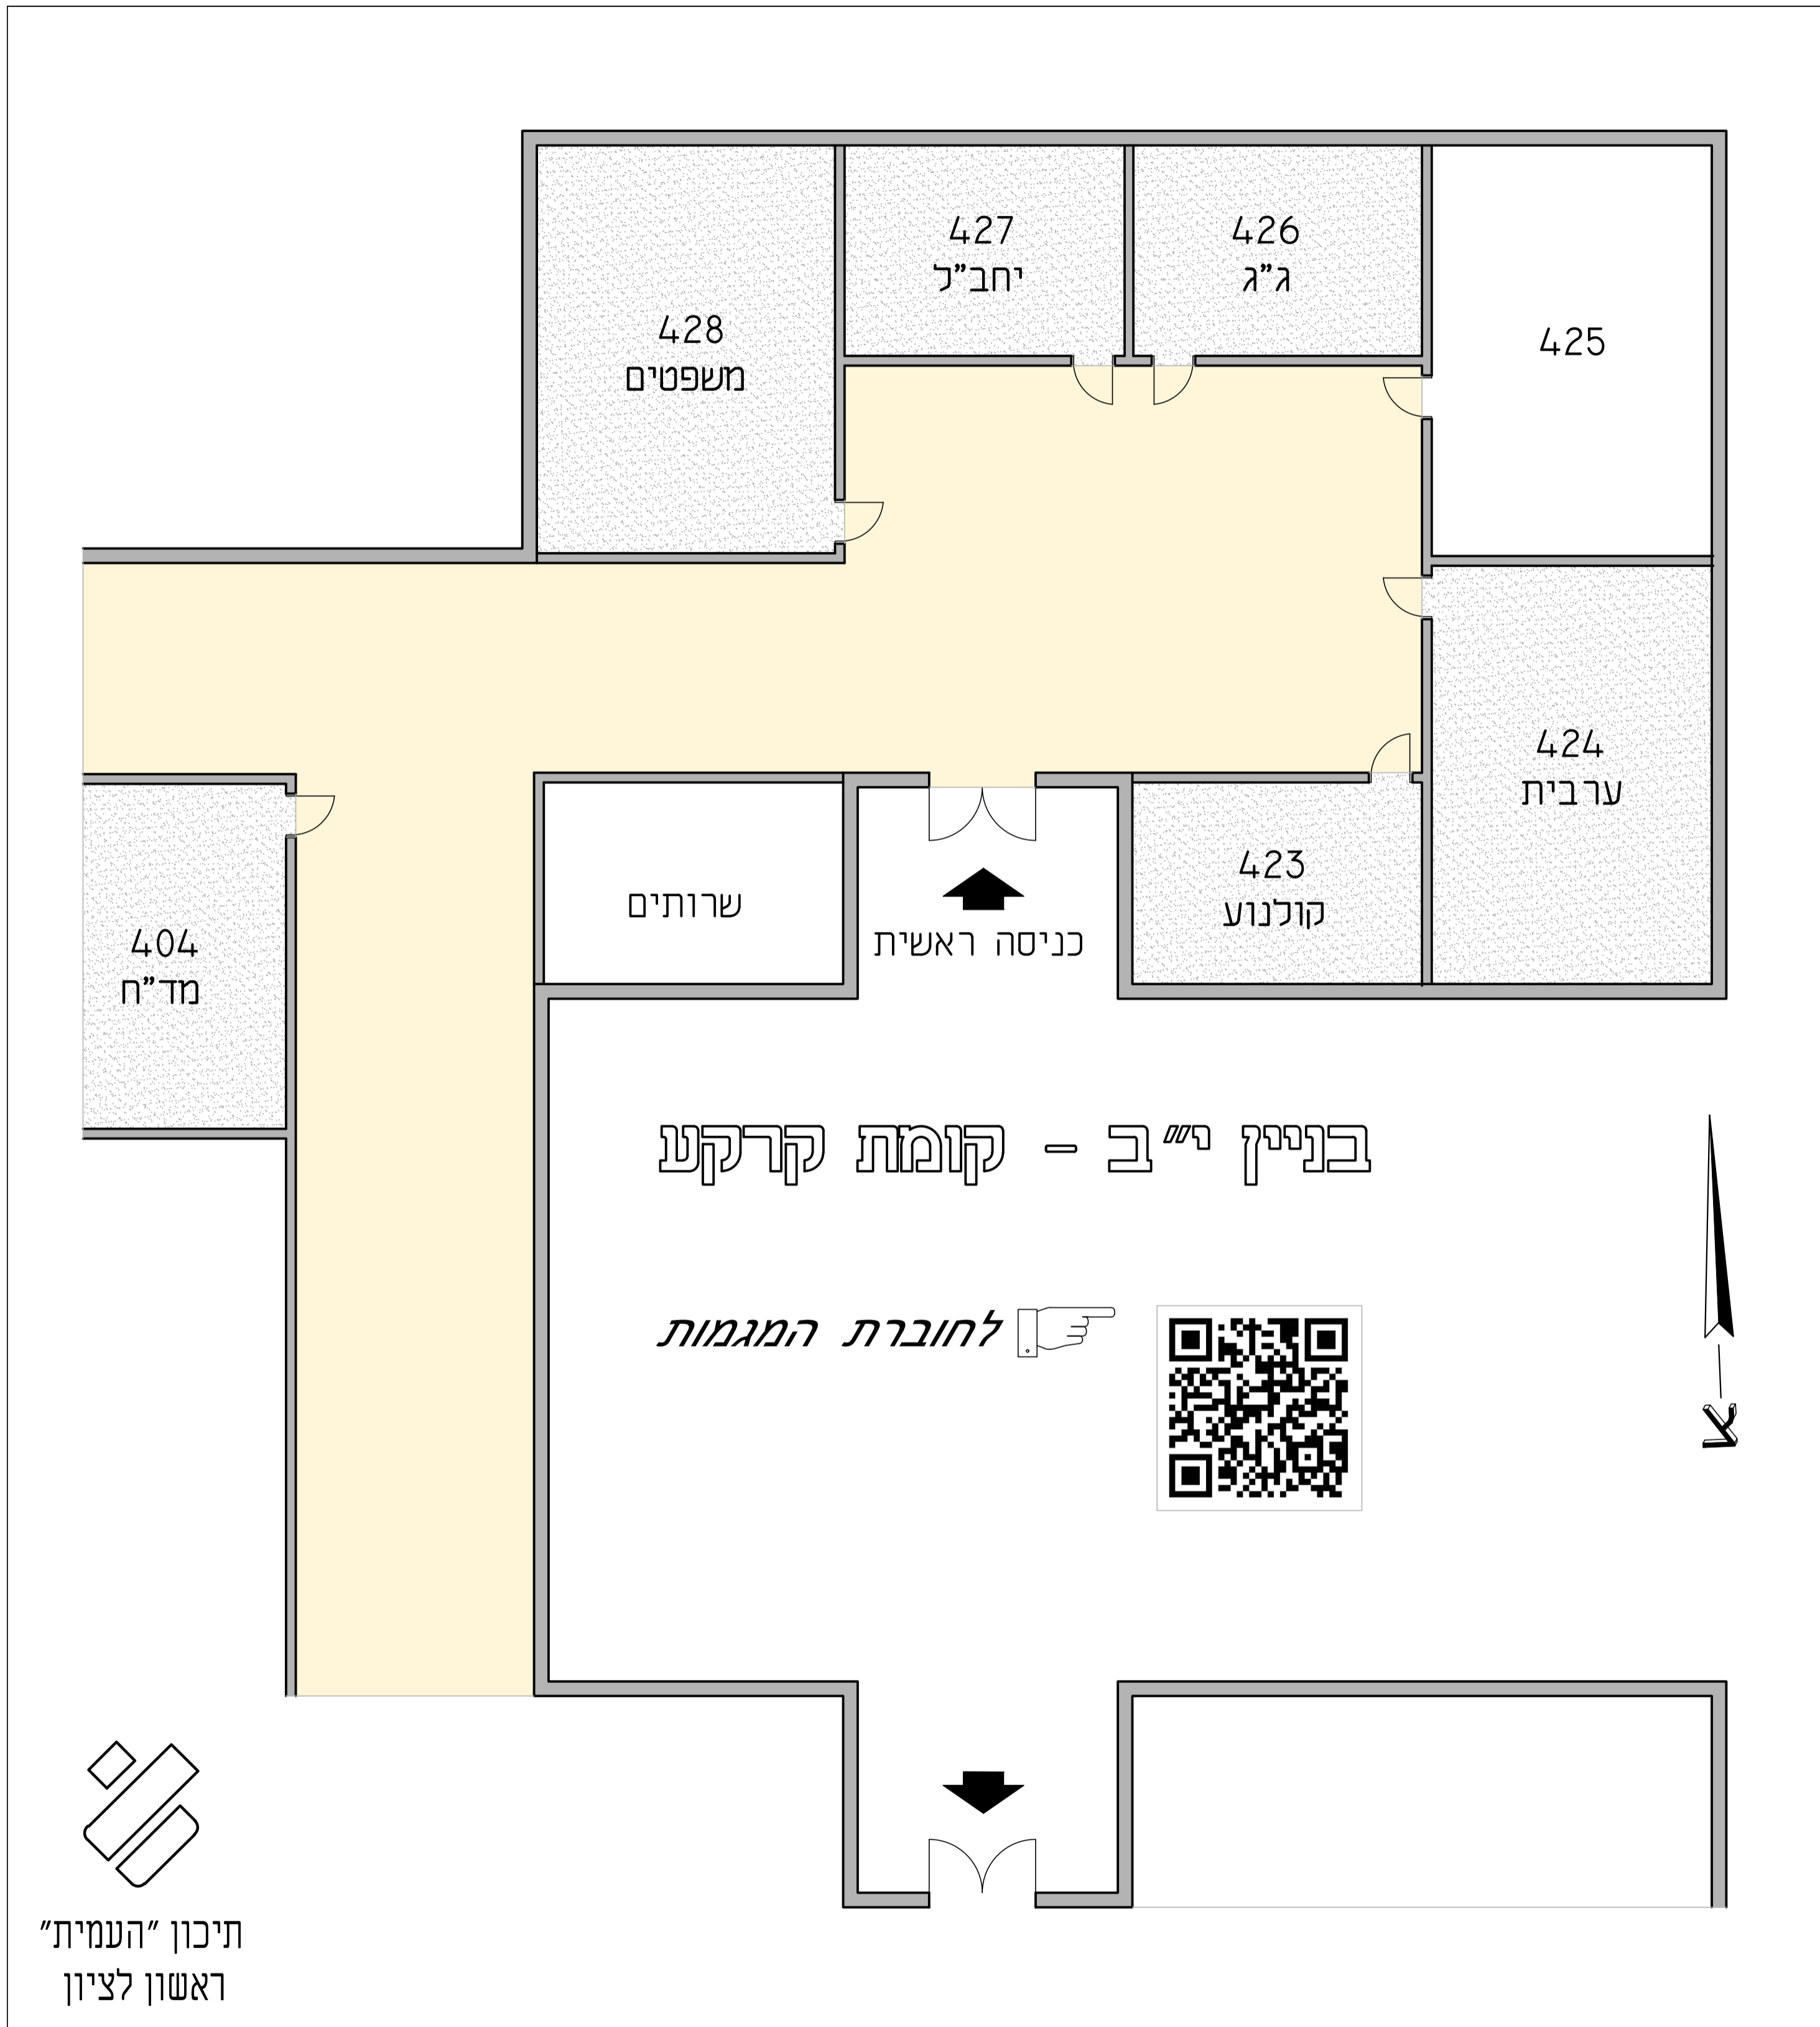 427
יחב"ל
426
ג"ג
428
משפטים
425
424
ערבית
423
קולנוע
שרותים
כניסה ראשית
404
מד"ח
בניין י״ב - קומת קרקע
לחוברת המגמות
צ
תיכון "העמית"
ראשון לציון